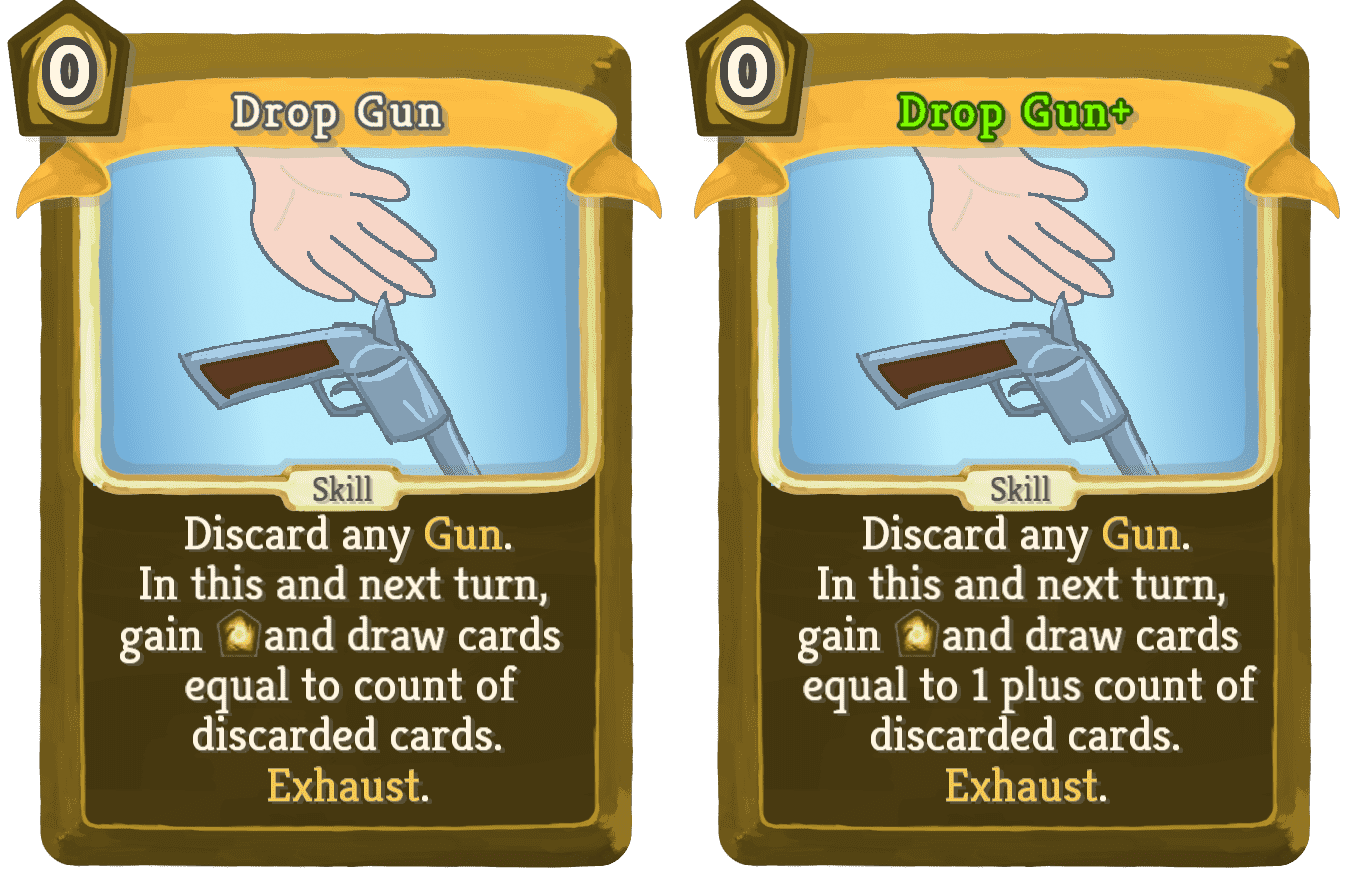 0
Drop Gun
Skill
Discard any Gun.
In this and next turn,
gain and draw cards
equal to count of
discarded cards.
Exhaust.
0
Drop Gun+
Skill
Discard any Gun.
In this and next turn,
gain and draw cards
equal to 1 plus count of
discarded cards.
Exhaust.